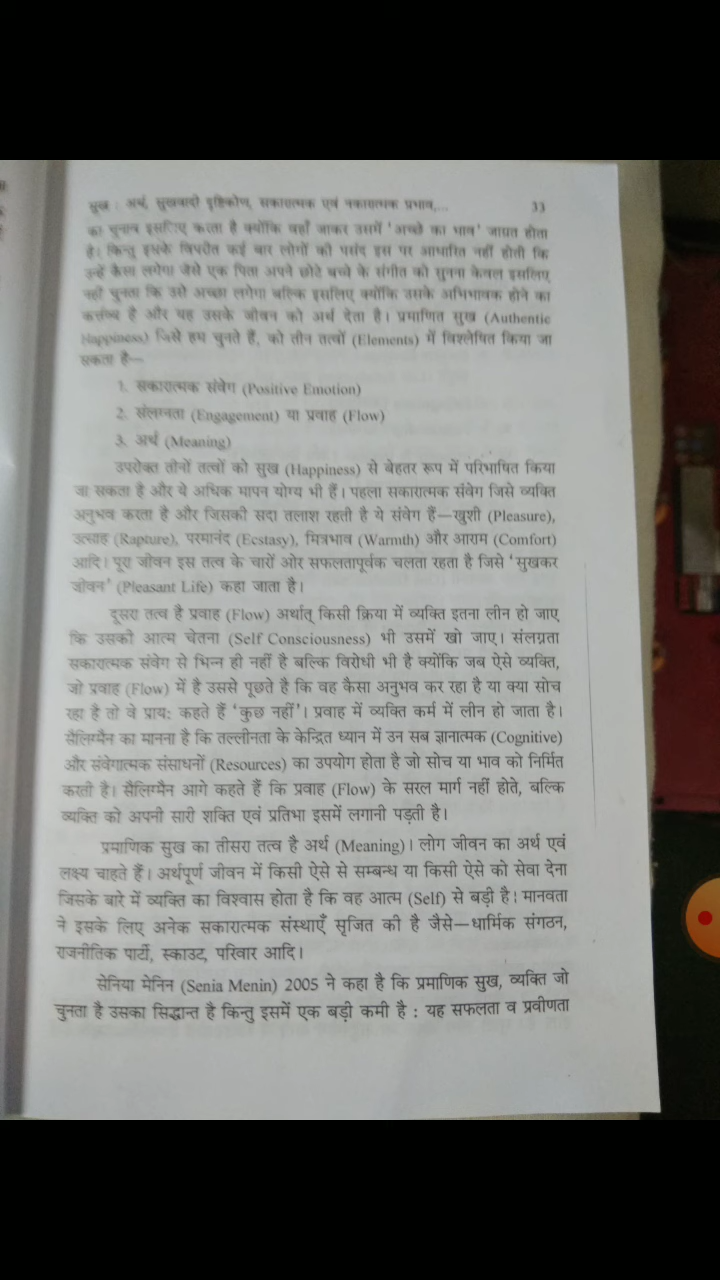 सुख : अर्थ, सुखवादी दृष्टिकोण, सकारात्मक एवं नकारात्मक प्रभाव,... 33
का चुनाव इसलिए करता है क्योंकि वहाँ जाकर उसमें 'अच्छे का भाव' जाग्रत होता
है। किन्तु इसके विपरीत कई बार लोगों की पसंद इस पर आधारित नहीं होती कि
उन्हें कैसा लगेगा जैसे एक पिता अपने छोटे बच्चे के संगीत को सुनना केवल इसलिए
नहीं चुनता कि उसे अच्छा लगेगा बल्कि इसलिए क्योंकि उसके अभिभावक होने का
कर्त्तव्य है और यह उसके जीवन को अर्थ देता है। प्रमाणित सुख (Authentic
Happiness) जिसे हम चुनते हैं, को तीन तत्वों (Elements) में विश्लेषित किया जा
सकता है—
1. सकारात्मक संवेग (Positive Emotion)
2. संलग्नता (Engagement) या प्रवाह (Flow)
3. अर्थ (Meaning)
उपरोक्त तीनों तत्वों को सुख (Happiness) से बेहतर रूप में परिभाषित किया
जा सकता है और ये अधिक मापन योग्य भी हैं। पहला सकारात्मक संवेग जिसे व्यक्ति
अनुभव करता है और जिसकी सदा तलाश रहती है ये संवेग हैं—खुशी (Pleasure),
उत्साह (Rapture), परमानंद (Ecstasy), मित्रभाव (Warmth) और आराम (Comfort)
आदि। पूरा जीवन इस तत्व के चारों ओर सफलतापूर्वक चलता रहता है जिसे 'सुखकर
जीवन' (Pleasant Life) कहा जाता है।
दूसरा तत्व है प्रवाह (Flow) अर्थात् किसी क्रिया में व्यक्ति इतना लीन हो जाए
कि उसकी आत्म चेतना (Self Consciousness) भी उसमें खो जाए। संलग्नता
सकारात्मक संवेग से भिन्न ही नहीं है बल्कि विरोधी भी है क्योंकि जब ऐसे व्यक्ति,
जो प्रवाह (Flow) में है उससे पूछते है कि वह कैसा अनुभव कर रहा है या क्या सोच
रहा है तो वे प्राय: कहते हैं 'कुछ नहीं'। प्रवाह में व्यक्ति कर्म में लीन हो जाता है।
सैलिग्मैन का मानना है कि तल्लीनता के केन्द्रित ध्यान में उन सब ज्ञानात्मक (Cognitive)
और संवेगात्मक संसाधनों (Resources) का उपयोग होता है जो सोच या भाव को निर्मित
करती है। सैलिग्मैन आगे कहते हैं कि प्रवाह (Flow) के सरल मार्ग नहीं होते, बल्कि
व्यक्ति को अपनी सारी शक्ति एवं प्रतिभा इसमें लगानी पड़ती है।
प्रमाणिक सुख का तीसरा तत्व है अर्थ (Meaning)। लोग जीवन का अर्थ एवं
लक्ष्य चाहते हैं। अर्थपूर्ण जीवन में किसी ऐसे से सम्बन्ध या किसी ऐसे को सेवा देना
जिसके बारे में व्यक्ति का विश्वास होता है कि वह आत्म (Self) से बड़ी है। मानवता
ने इसके लिए अनेक सकारात्मक संस्थाएँ सृजित की है जैसे—धार्मिक संगठन,
राजनीतिक पार्टी, स्काउट, परिवार आदि।
सेनिया मेनिन (Senia Menin) 2005 ने कहा है कि प्रमाणिक सुख, व्यक्ति जो
चुनता है उसका सिद्धान्त है किन्तु इसमें एक बड़ी कमी है : यह सफलता व प्रवीणता